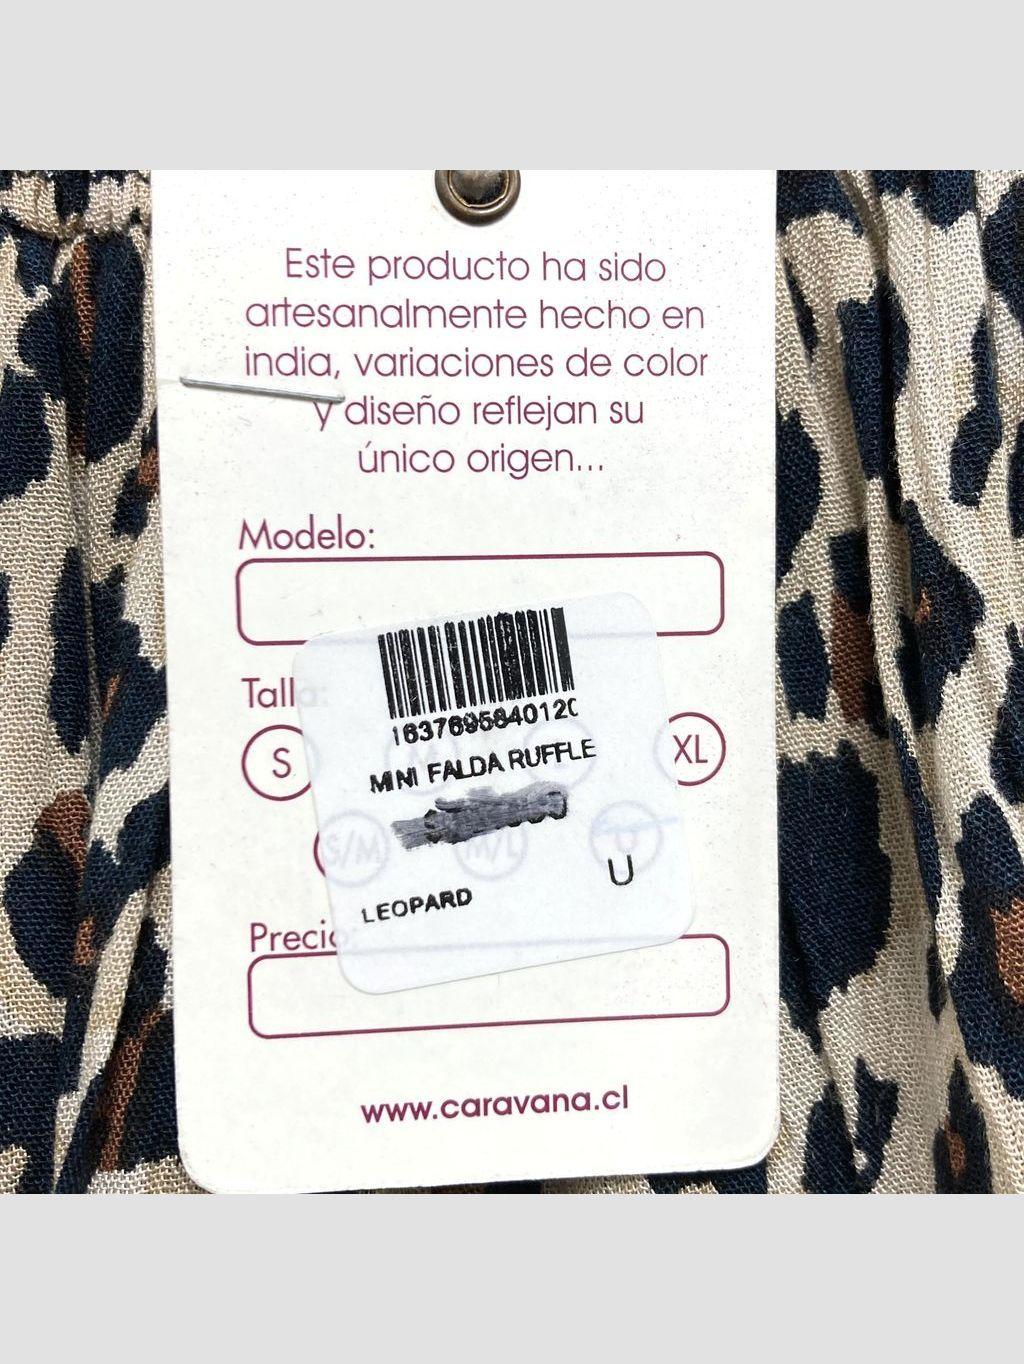 Este producto ha sido
artesanalmente hecho en
india, variaciones de color
y diseño reflejan su
único origen...
Modelo:
163769584012
MINI FALDA RUFFLE
Talla:
S
XL
S/M
M/L
U
LEOPARD
U
Precio:
www.caravana.cl